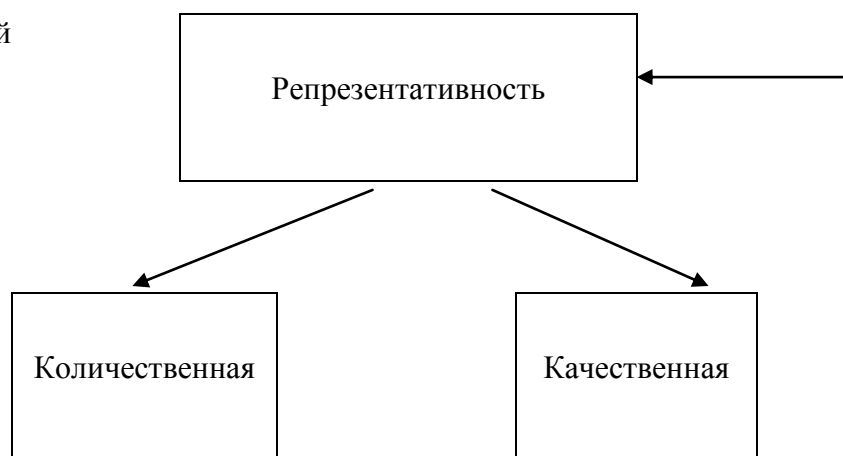 й
Репрезентативность
Количественная
Качественная